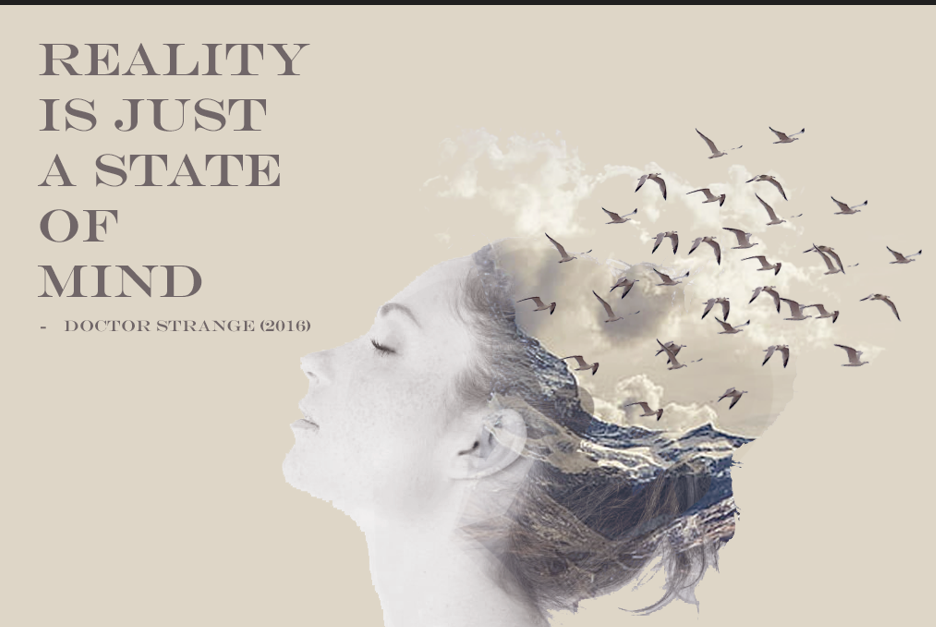 REALITY
IS JUST
A STATE
OF
MIND
- DOCTOR STRANGE (2016)